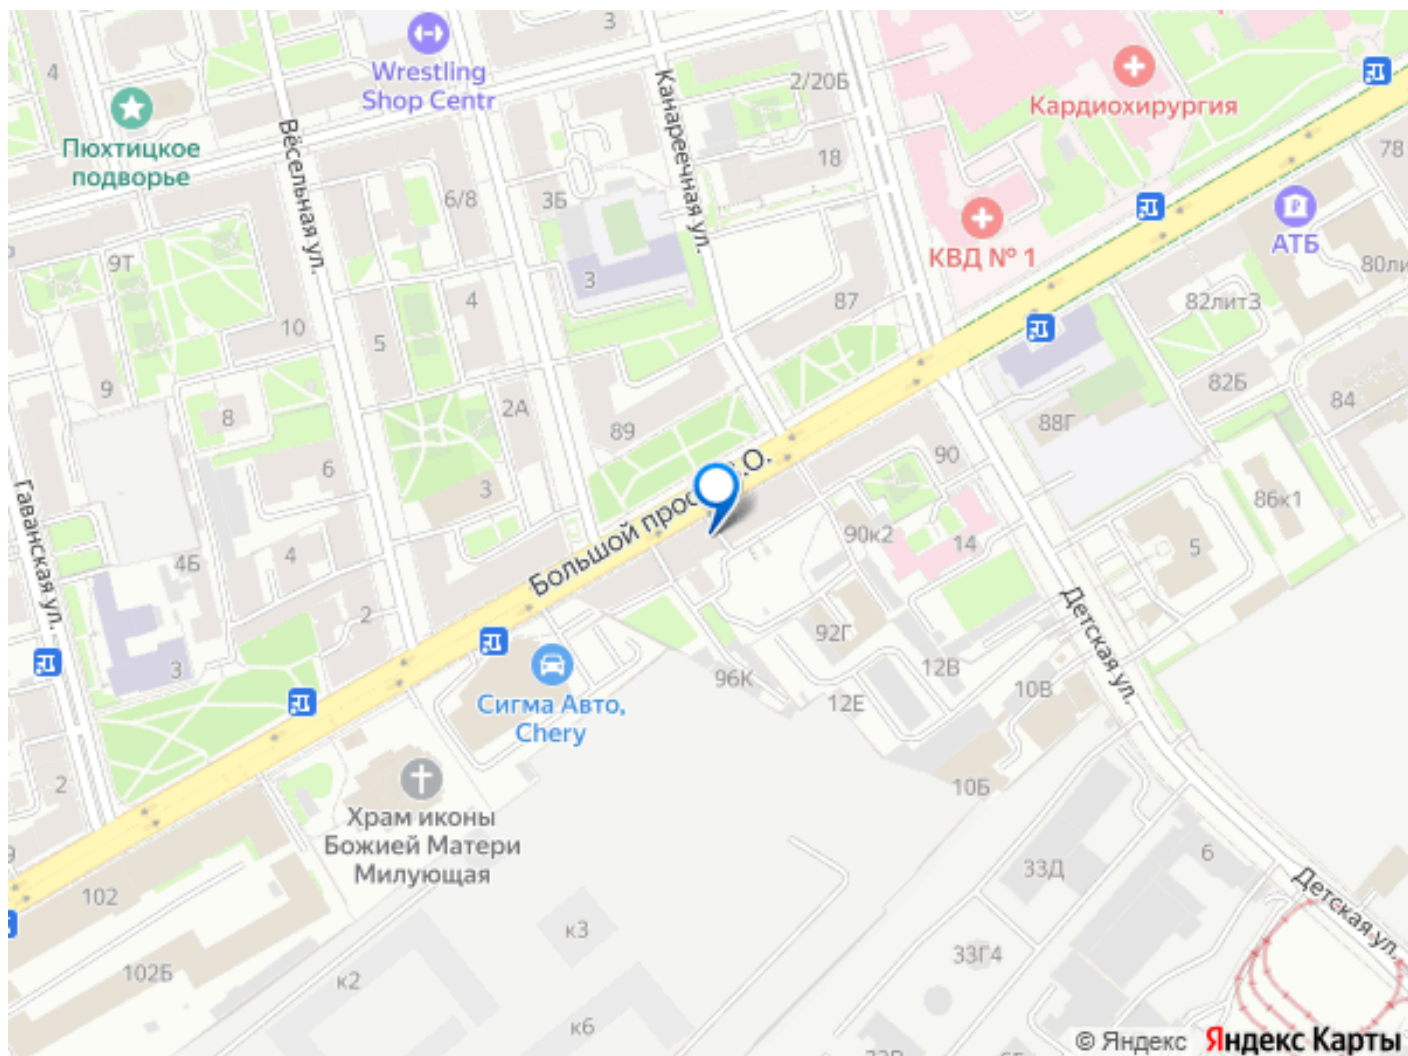 3
4
Wrestling
Shop Centr
2/20Б
Кардиохирургия
Пюхтицкое
подворье
Вёсельная ул.
Канареечная ул.
18
78
6/8
3Б
КВД № 1
АТБ
9Т
3
4
87
80ли
82лит3
10
5
9
8
2А
89
82Б
84
88Г
6
3
90
Большой прос
.О.
86к1
Гаванская ул.
4Б
4
90к2
14
5
2
92Г
Детская ул.
3
96К
12В
12Е
10В
Сигма Авто,
Chery
2
10Б
Храм иконы
Божией Матери
Милующая
6
33Д
102
Детская ул.
к3
33Г4
102Б
к2
к6
© Яндекс
Яндекс Карты